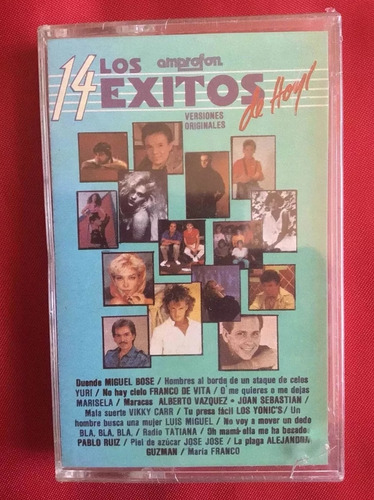 14 LOS amprofon
EXITOS de Hoy!
VERSIONES
ORIGINALES
Duende MIGUEL BOSE / Hombres al borde de un ataque de celos
YURI / No hay cielo FRANCO DE VITA / O me quieres o me dejas
MARISELA / Maracas ALBERTO VAZQUEZ • JOAN SEBASTIAN /
Mala suerte VIKKY CARR / Tu presa fácil LOS YONIC'S / Un
hombre busca una mujer LUIS MIGUEL / No voy a mover un dedo
BLA, BLA, BLA. / Radio TATIANA / Oh mamá ella me ha besado
PABLO RUIZ / Piel de azúcar JOSE JOSE / La plaga ALEJANDRA
GUZMAN / María FRANCO